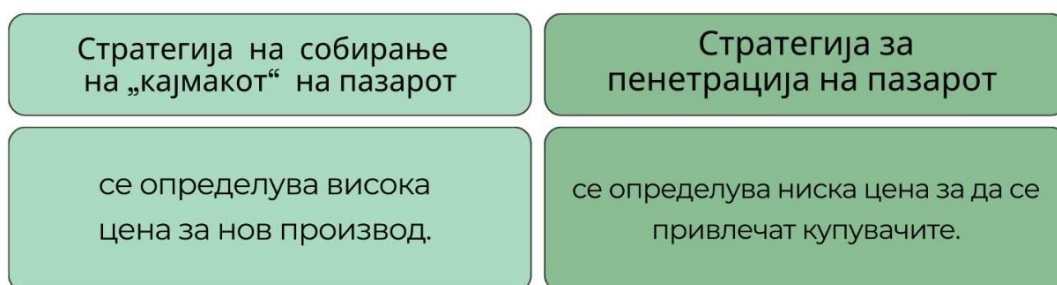 Стратегија на собирање
на „кајмакот“ на пазарот
Стратегија за
пенетрација на пазарот
се определува висока
цена за нов производ.
се определува ниска цена за да се
привлечат купувачите.